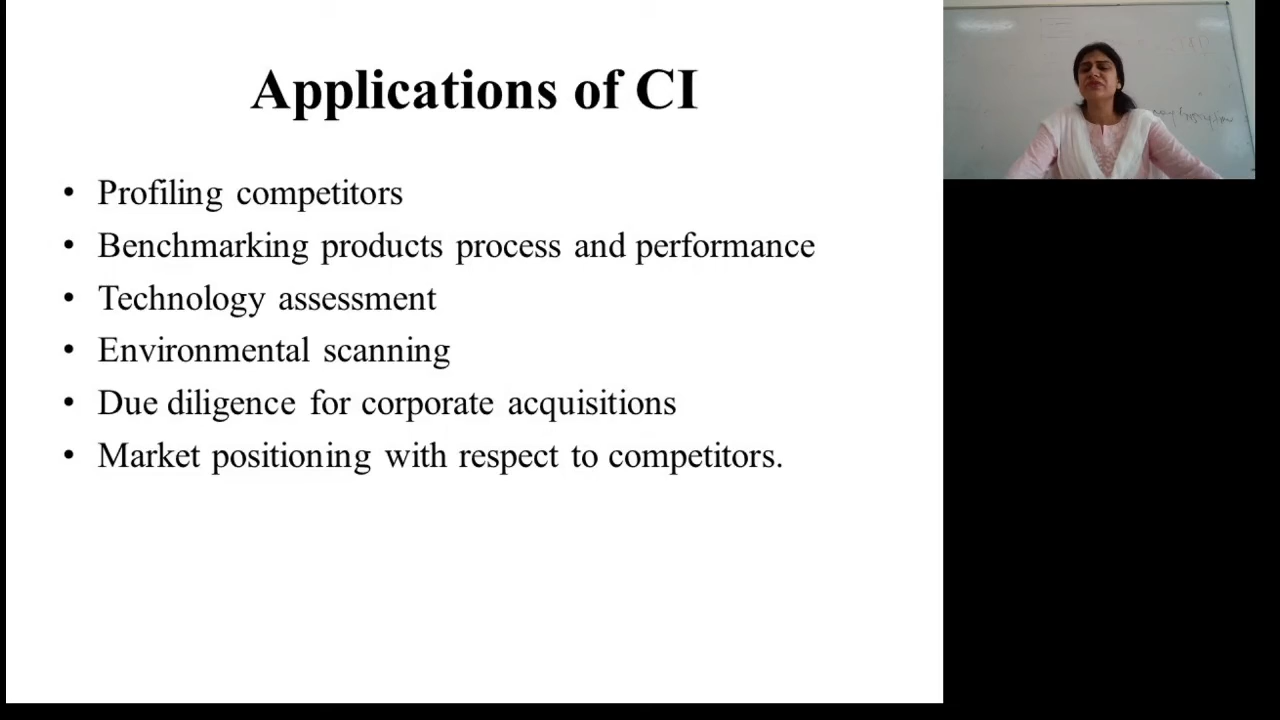 Applications of CI
• Profiling competitors
• Benchmarking products process and performance
• Technology assessment
• Environmental scanning
• Due diligence for corporate acquisitions
• Market positioning with respect to competitors.